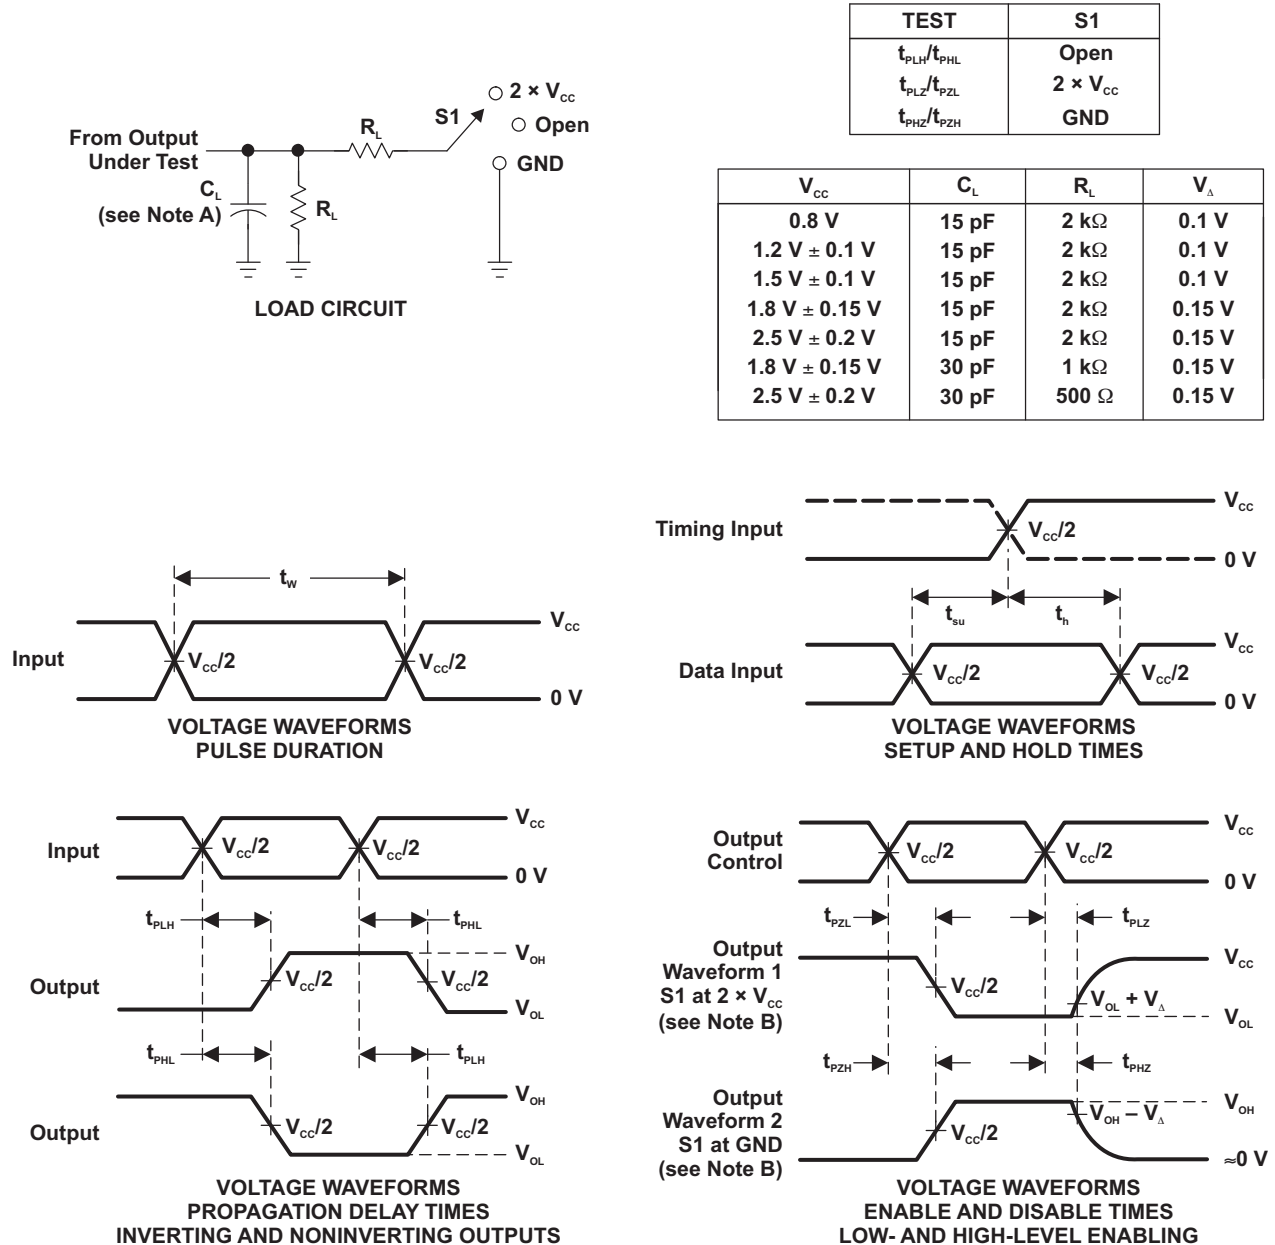 TEST S1
tPLH/tPHL Open
tPLZ/tPZL 2 × VCC
tPHZ/tPZH GND
2 × VCC
S1
Open
RL
From Output
Under Test
GND
CL
(see Note A)
RL
LOAD CIRCUIT
VCC CL RL VΔ
0.8 V 15 pF 2 kΩ 0.1 V
1.2 V ± 0.1 V 15 pF 2 kΩ 0.1 V
1.5 V ± 0.1 V 15 pF 2 kΩ 0.1 V
1.8 V ± 0.15 V 15 pF 2 kΩ 0.15 V
2.5 V ± 0.2 V 15 pF 2 kΩ 0.15 V
1.8 V ± 0.15 V 30 pF 1 kΩ 0.15 V
2.5 V ± 0.2 V 30 pF 500 Ω 0.15 V
tW
VCC
Input
VCC/2
VCC/2
0 V
VOLTAGE WAVEFORMS
PULSE DURATION
VCC
Timing Input
VCC/2
0 V
tsu
th
VCC
Data Input
VCC/2
VCC/2
0 V
VOLTAGE WAVEFORMS
SETUP AND HOLD TIMES
VCC
Input
VCC/2
VCC/2
0 V
tPLH
tPHL
VOH
Output
VCC/2
VCC/2
VOL
tPHL
tPLH
VOH
Output
VCC/2
VCC/2
VOL
VOLTAGE WAVEFORMS
PROPAGATION DELAY TIMES
INVERTING AND NONINVERTING OUTPUTS
VCC
Output
Control
VCC/2
VCC/2
0 V
tPZL
tPLZ
Output
Waveform 1
S1 at 2 × VCC
(see Note B)
VCC
VCC/2
VOL + VΔ
VOL
tPZH
tPHZ
Output
Waveform 2
S1 at GND
(see Note B)
VOH
VOH − VΔ
VCC/2
≈0 V
VOLTAGE WAVEFORMS
ENABLE AND DISABLE TIMES
LOW- AND HIGH-LEVEL ENABLING